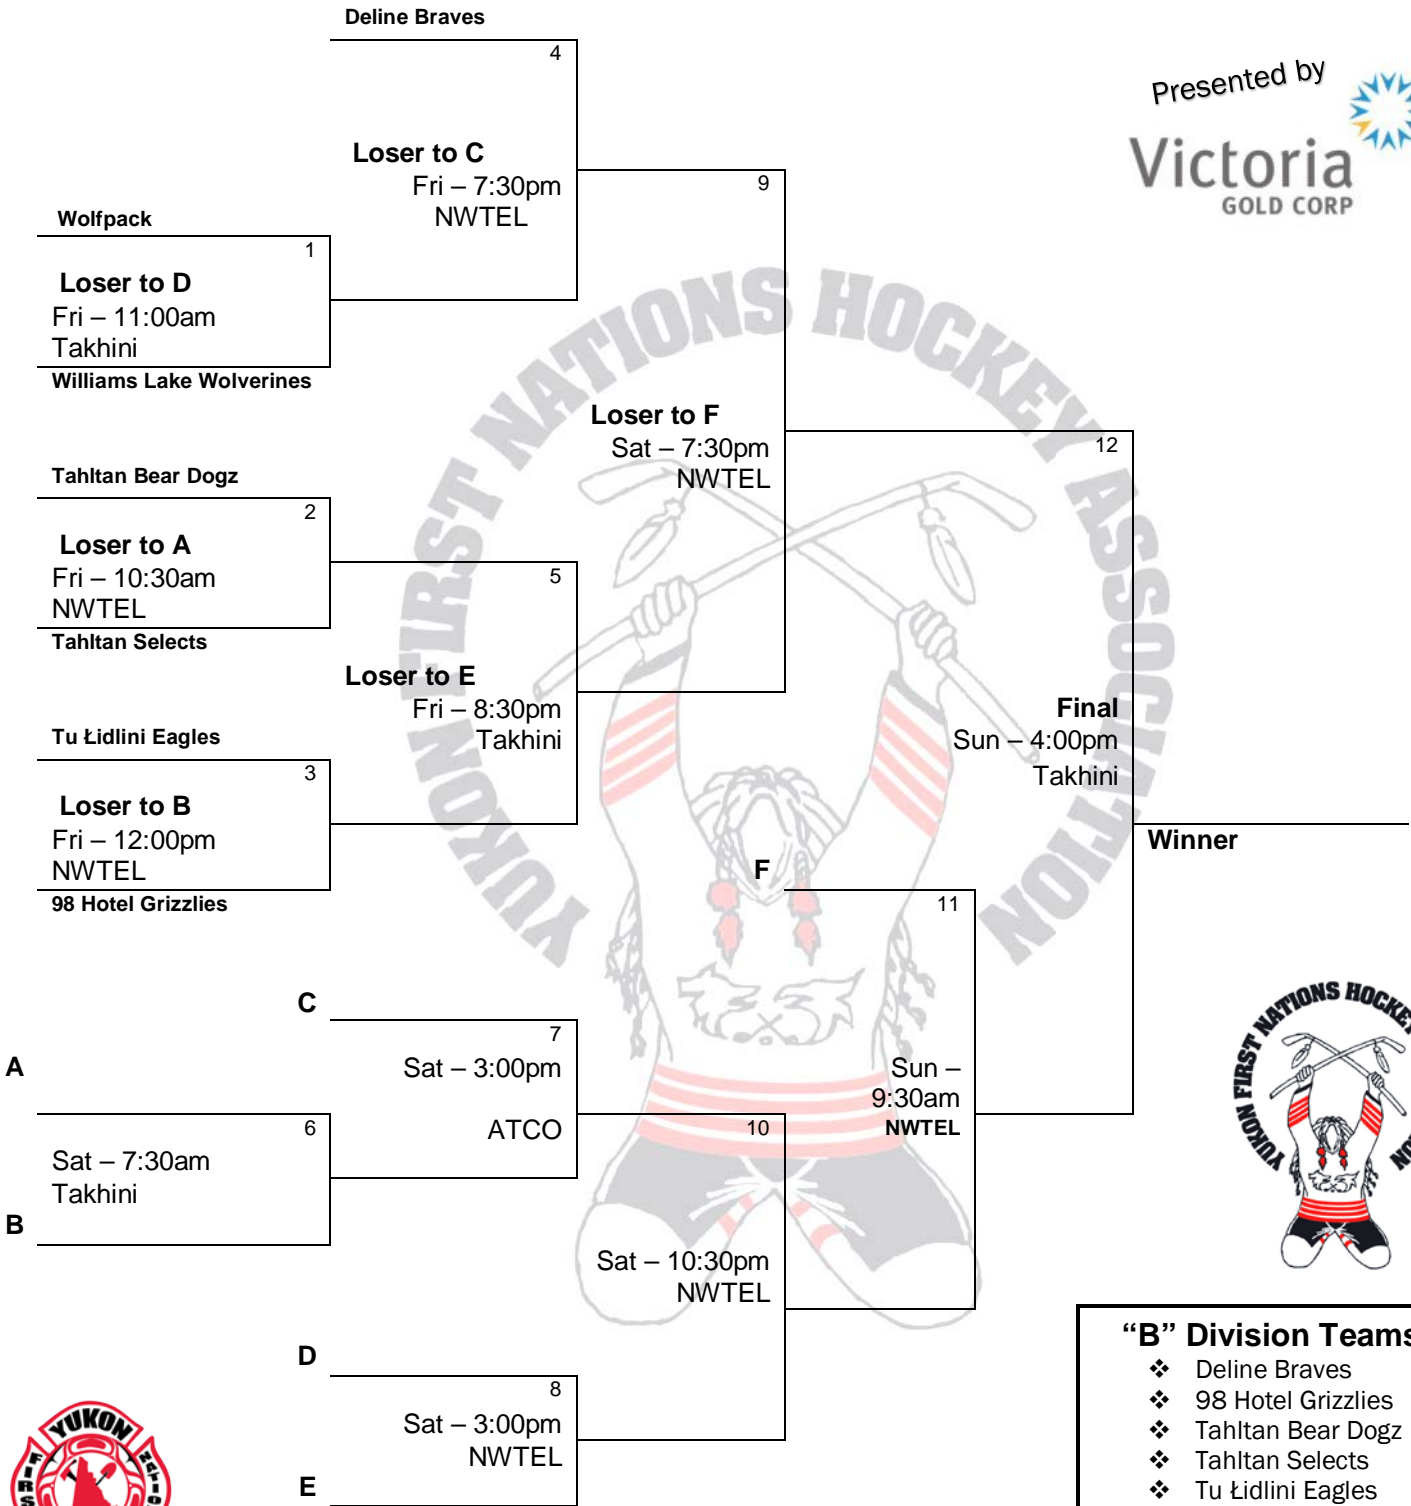 Deline Braves
4
Presented by
Loser to C
Fri – 7:30pm
NWTEL
9
Victoria
GOLD CORP
Wolfpack
1
Loser to D
Fri – 11:00am
Takhini
Williams Lake Wolverines
Loser to F
Sat – 7:30pm
NWTEL
12
Tahltan Bear Dogz
2
Loser to A
Fri – 10:30am
NWTEL
Tahltan Selects
5
Loser to E
Fri – 8:30pm
Takhini
Final
Sun – 4:00pm
Takhini
Tu Łidlini Eagles
3
Loser to B
Fri – 12:00pm
NWTEL
98 Hotel Grizzlies
Winner
F
11
YUKON FIRST NATIONS HOCKEY ASSOCIATION
C
7
Sat – 3:00pm
ATCO
A
6
Sat – 7:30am
Takhini
B
10
Sun –
9:30am
NWTEL
Sat – 10:30pm
NWTEL
YUKON FIRST NATIONS HOCKEY
D
8
Sat – 3:00pm
NWTEL
E
YUKON
"B" Division Teams
❖ Deline Braves
❖ 98 Hotel Grizzlies
❖ Tahltan Bear Dogz
❖ Tahltan Selects
❖ Tu Łidlini Eagles